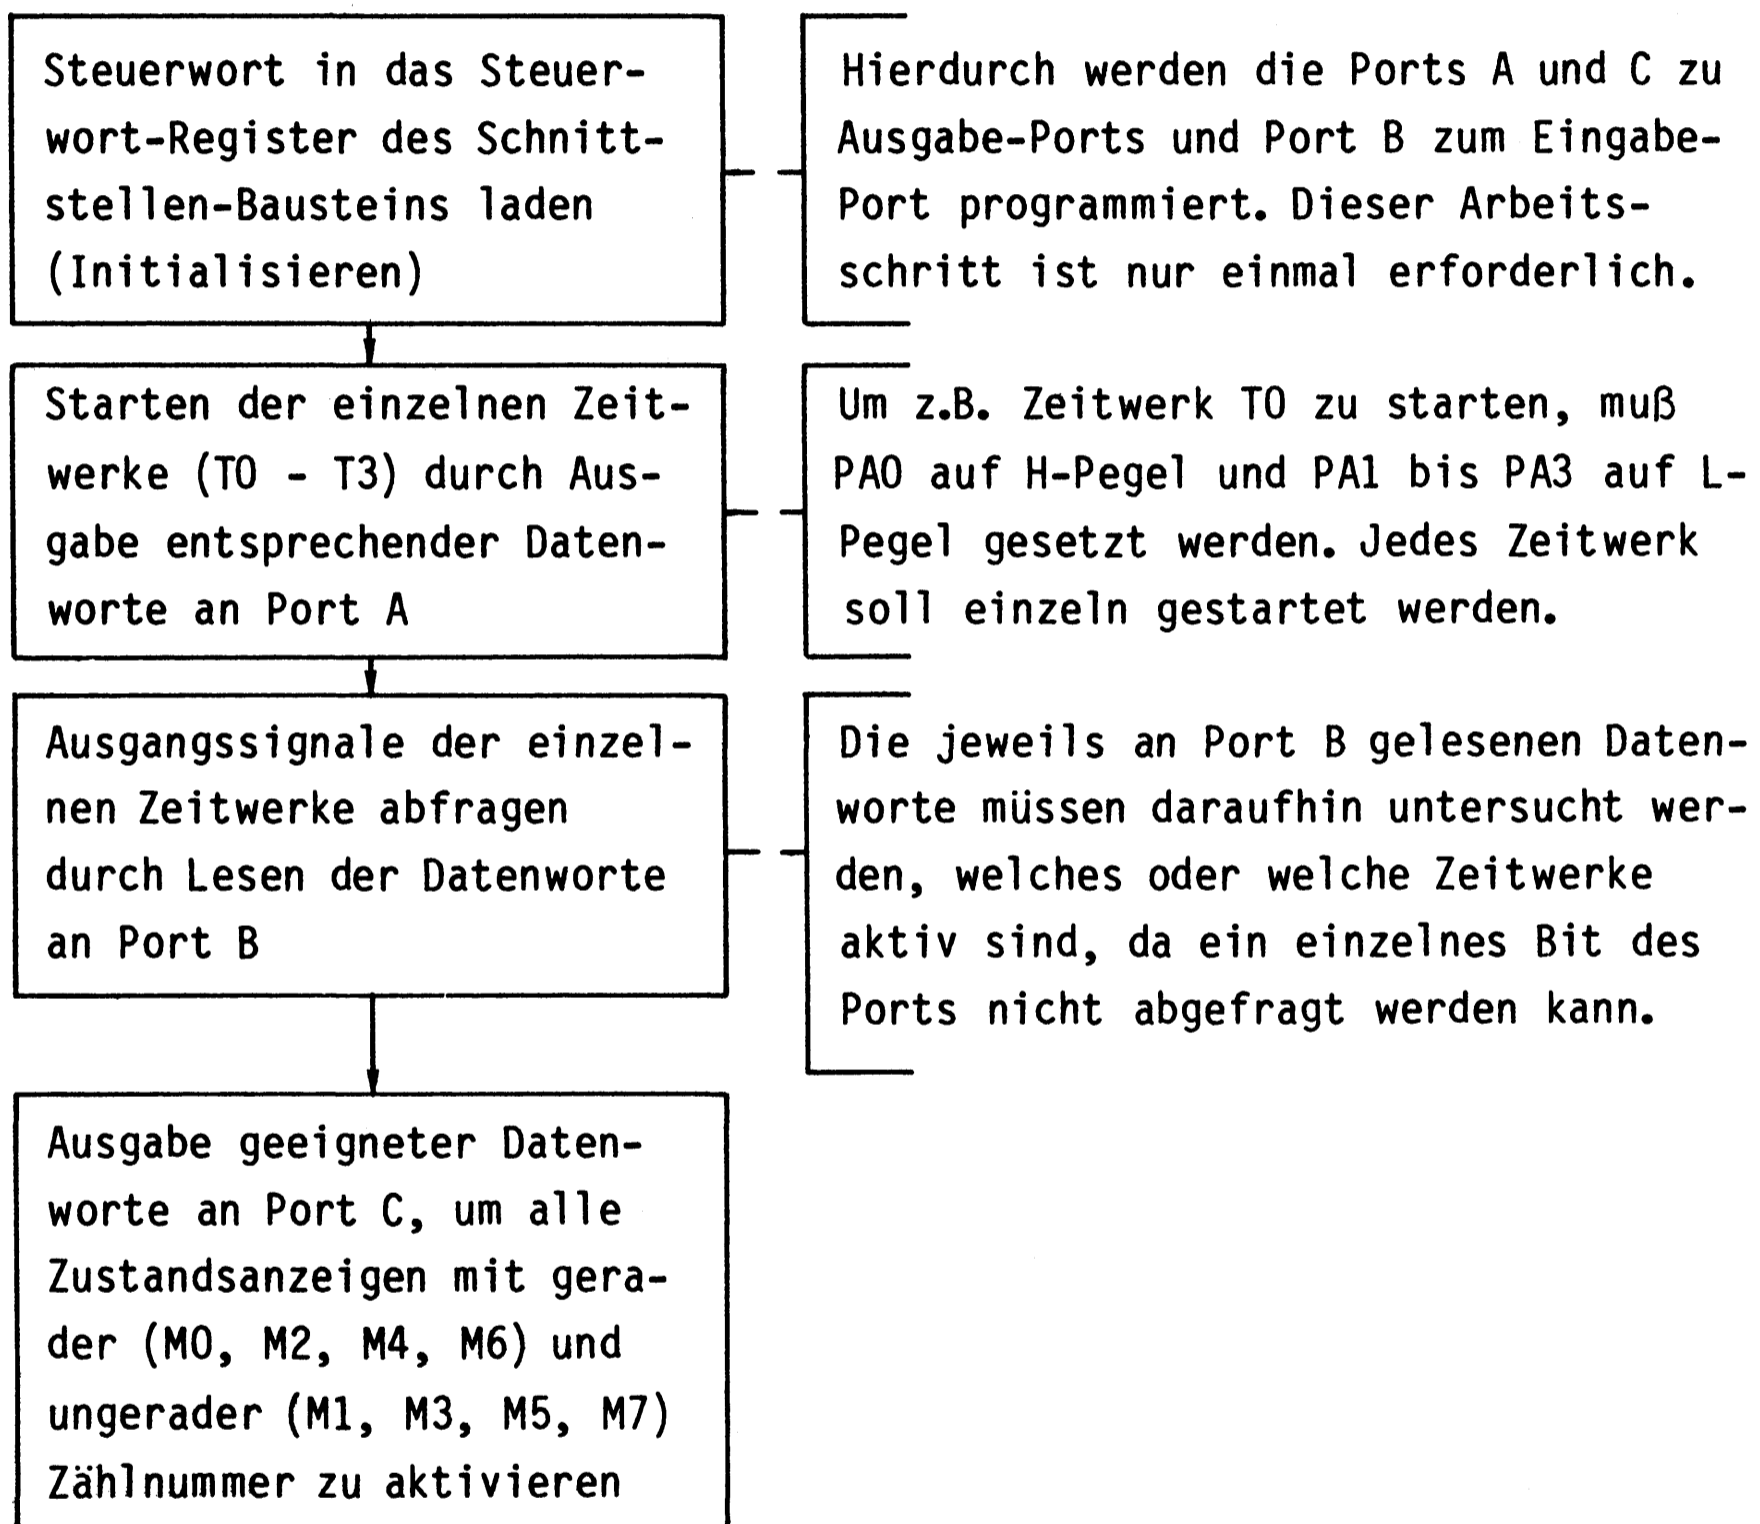 Steuerwort in das Steuer-
wort-Register des Schnitt-
stellen-Bausteins laden
(Initialisieren)
Hierdurch werden die Ports A und C zu
Ausgabe-Ports und Port B zum Eingabe-
Port programmiert. Dieser Arbeits-
schritt ist nur einmal erforderlich.
Starten der einzelnen Zeit-
werke (T0 - T3) durch Aus-
gabe entsprechender Daten-
worte an Port A
Um z.B. Zeitwerk T0 zu starten, muß
PA0 auf H-Pegel und PA1 bis PA3 auf L-
Pegel gesetzt werden. Jedes Zeitwerk
soll einzeln gestartet werden.
Ausgangssignale der einzel-
nen Zeitwerke abfragen
durch Lesen der Datenworte
an Port B
Die jeweils an Port B gelesenen Daten-
worte müssen daraufhin untersucht wer-
den, welches oder welche Zeitwerke
aktiv sind, da ein einzelnes Bit des
Ports nicht abgefragt werden kann.
Ausgabe geeigneter Daten-
worte an Port C, um alle
Zustandsanzeigen mit gera-
der (M0, M2, M4, M6) und
ungerader (M1, M3, M5, M7)
Zählnummer zu aktivieren